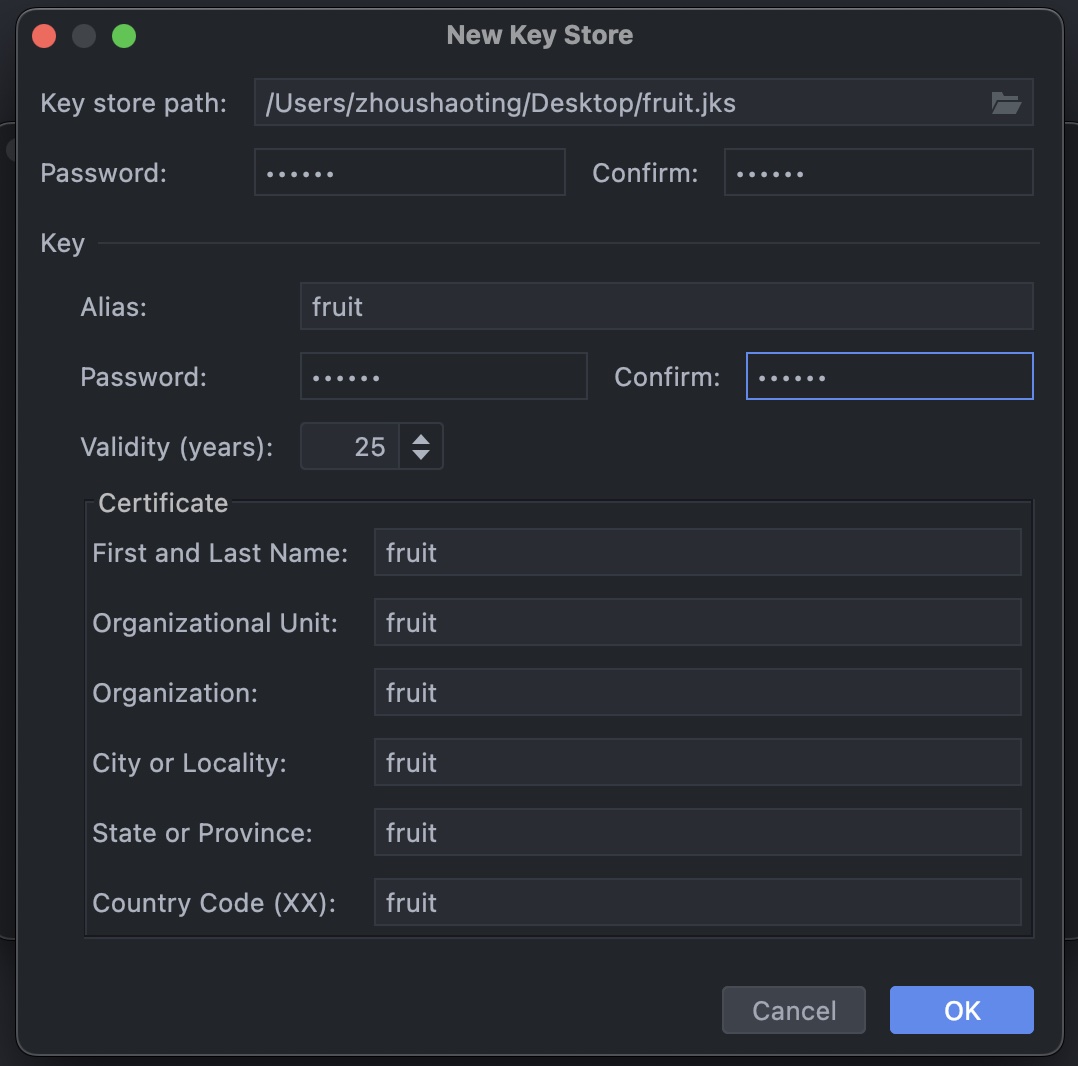 New Key Store
Key store path: /Users/zhoushaoting/Desktop/fruit.jks
Password: •••••• Confirm: ••••••
Key
Alias: fruit
Password: •••••• Confirm: ••••••
Validity (years): 25
Certificate
First and Last Name: fruit
Organizational Unit: fruit
Organization: fruit
City or Locality: fruit
State or Province: fruit
Country Code (XX): fruit
Cancel OK